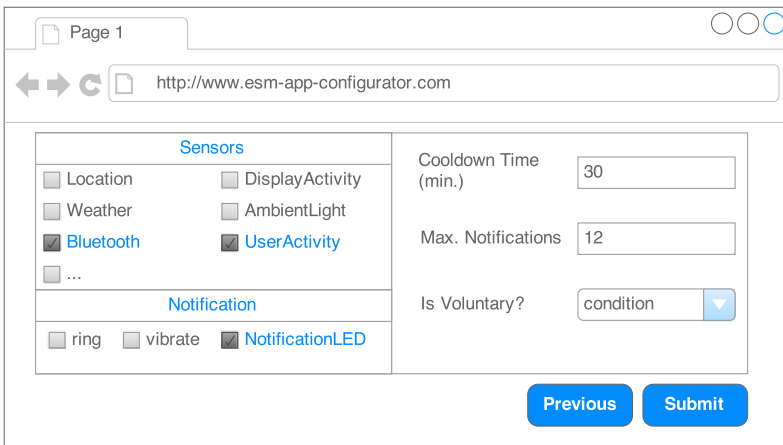 Page 1
http://www.esm-app-configurator.com
Sensors
Location DisplayActivity
Weather AmbientLight
Bluetooth UserActivity
...
Notification
ring vibrate NotificationLED
Cooldown Time
(min.) 30
Max. Notifications 12
Is Voluntary? condition
Previous Submit